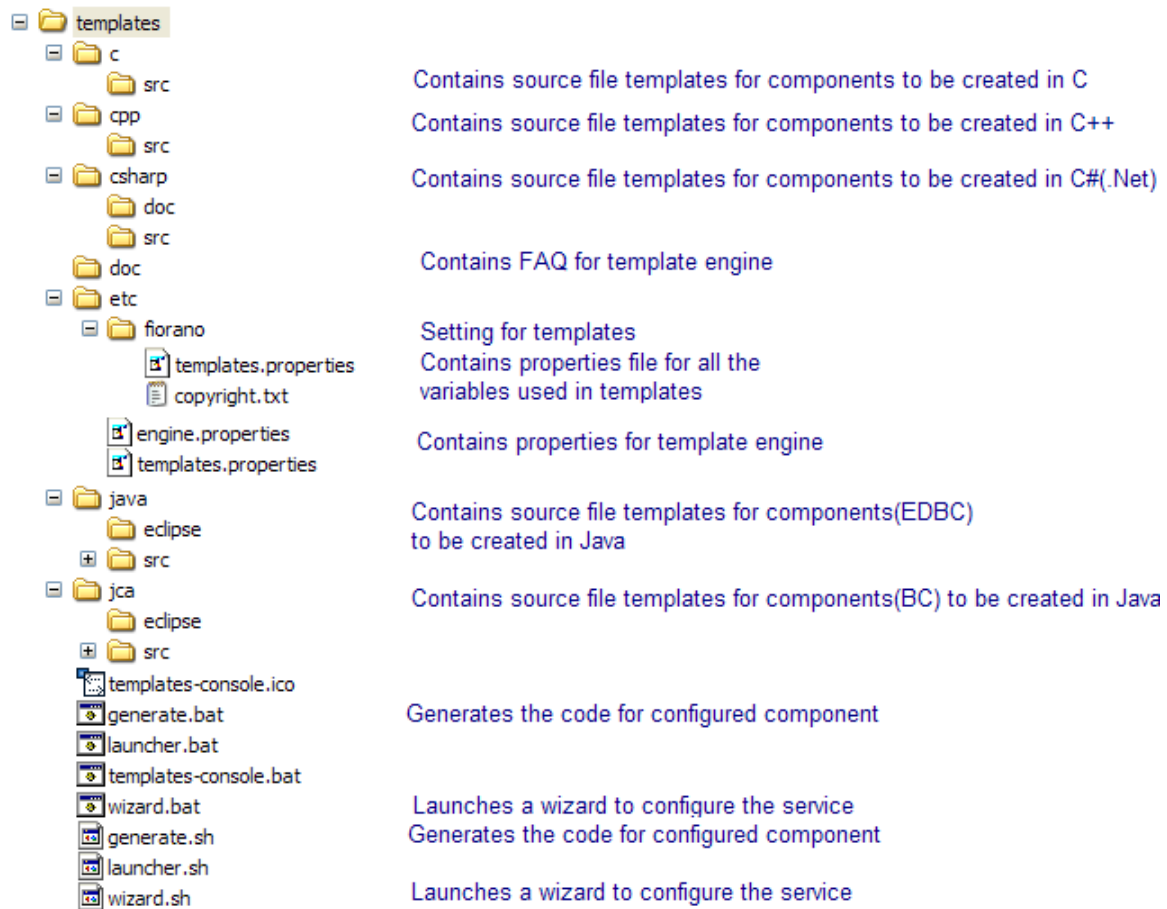 templates
c
src
Contains source file templates for components to be created in C
cpp
Contains source file templates for components to be created in C++
src
csharp
Contains source file templates for components to be created in C#(.Net)
doc
src
doc
Contains FAQ for template engine
etc
fiorano
Setting for templates
templates.properties
Contains properties file for all the
copyright.txt
variables used in templates
engine.properties
Contains properties for template engine
templates.properties
java
Contains source file templates for components(EDBC)
eclipse
to be created in Java
src
jca
Contains source file templates for components(BC) to be created in Java
eclipse
src
templates-console.ico
generate.bat
Generates the code for configured component
launcher.bat
templates-console.bat
wizard.bat
Launches a wizard to configure the service
generate.sh
Generates the code for configured component
launcher.sh
wizard.sh
Launches a wizard to configure the service